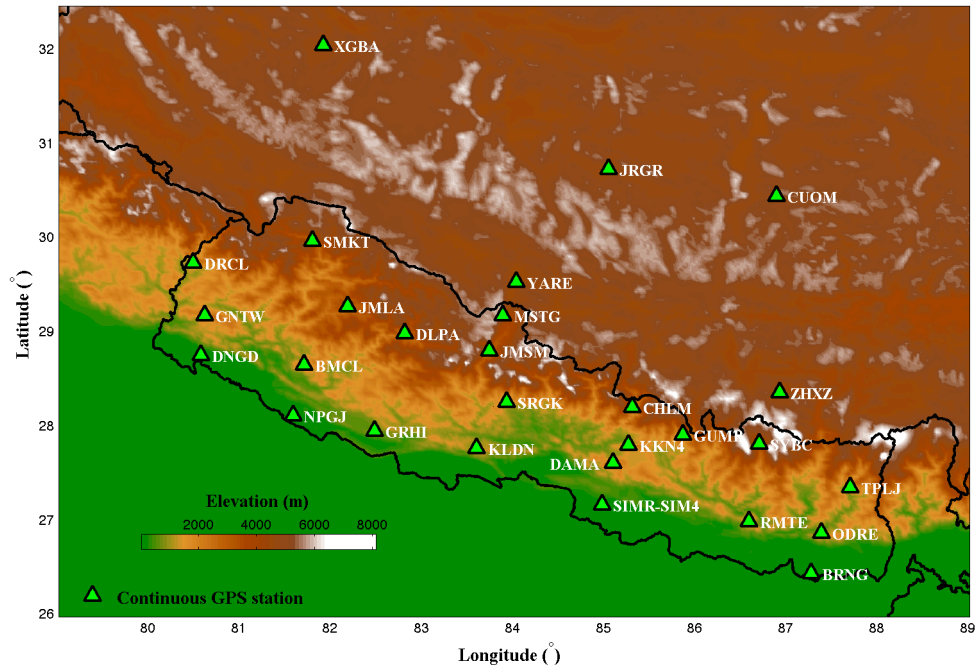 32
XGBA
31
JRGR
CUOM
30
SMKT
DRCL
YARE
29
GNTW
JMLA
MSTG
DLPA
DNGD
JMSM
BMCL
ZHXZ
SRGK
CHLM
28
NPGJ
GRHI
GUMP
KKN4
SYBC
KLDN
DAMA
TPLJ
Elevation (m)
SIMR-SIM4
27
2000 4000 6000 8000
RMTE
ODRE
BRNG
Continuous GPS station
26
80 81 82 83 84 85 86 87 88 89
Longitude (°)
Latitude (°)